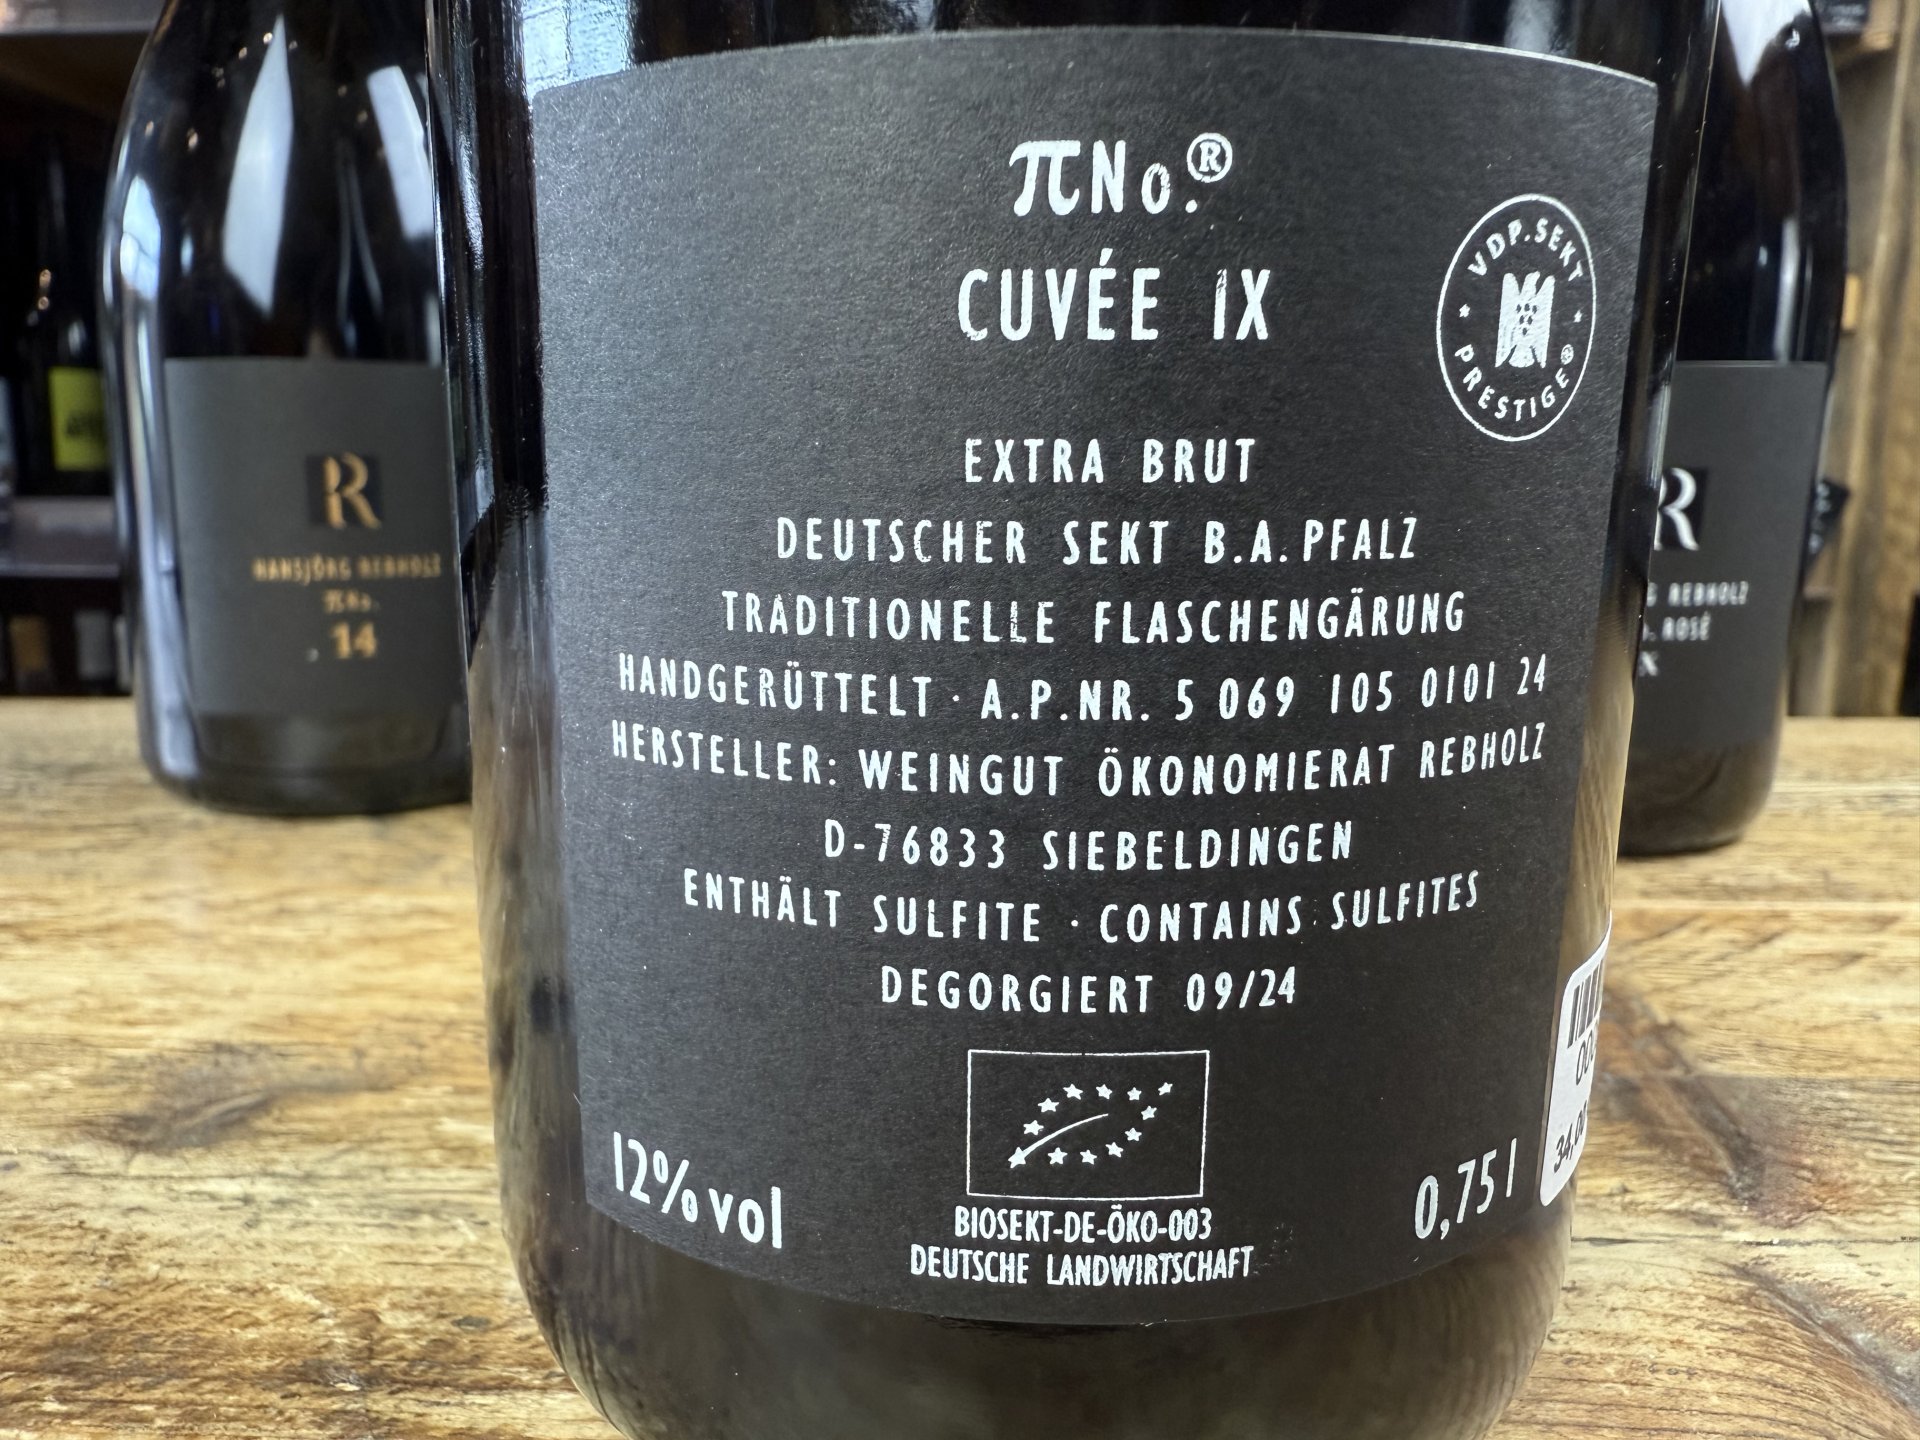 πNo.®
CUVÉE IX
VDP.SEKT
PRESTIGE®
EXTRA BRUT
DEUTSCHER SEKT B.A. PFALZ
TRADITIONELLE FLASCHENGÄRUNG
HANDGERÜTTELT · A.P.NR. 5 069 105 0101 24
HERSTELLER: WEINGUT ÖKONOMIERAT REBHOLZ
D-76833 SIEBELDINGEN
ENTHÄLT SULFITE · CONTAINS SULFITES
DEGORGIERT 09/24
12% vol
0,75 l
BIOSEKT-DE-ÖKO-003
DEUTSCHE LANDWIRTSCHAFT
R
HANSJÖRG REBHOLZ
πNo.
14
R
REBHOLZ
ROSÉ